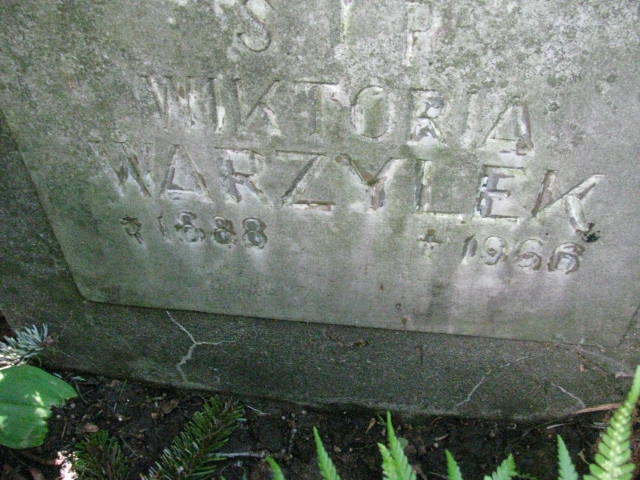 Ś.†P.
WIKTORIA
WARZYLEK
* 1888 † 1966